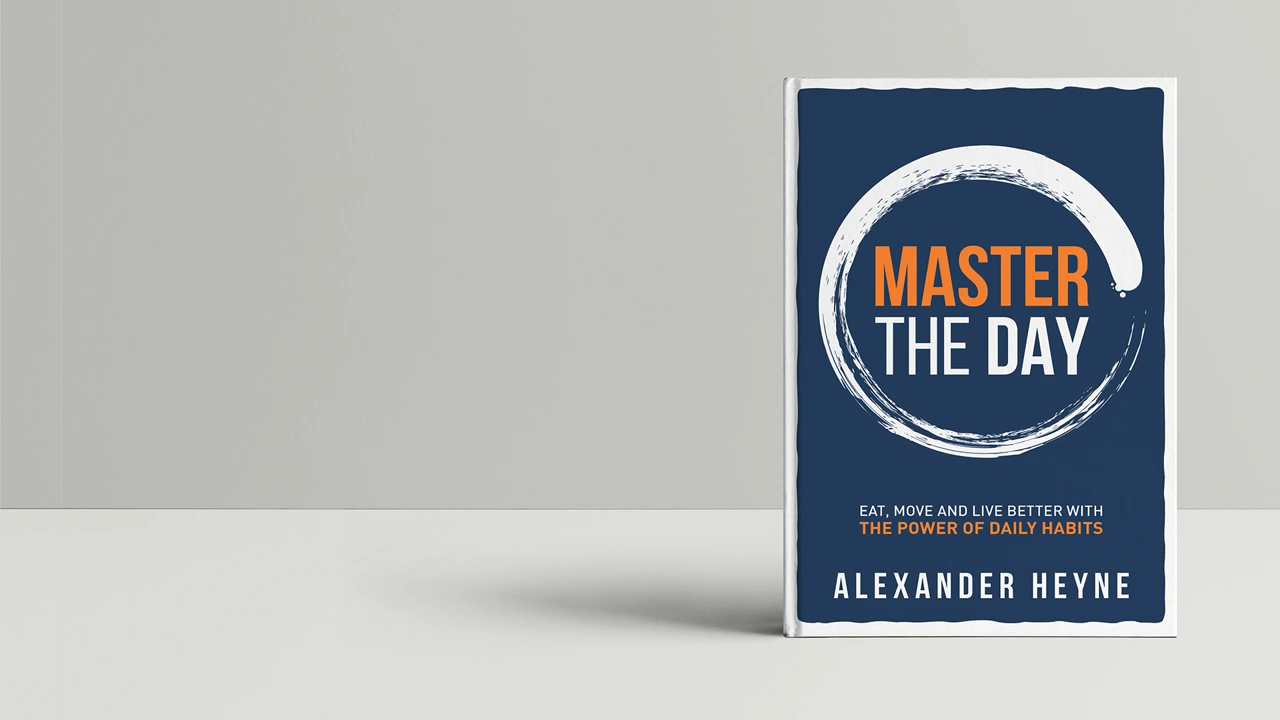 MASTER
THE DAY
EAT, MOVE AND LIVE BETTER WITH
THE POWER OF DAILY HABITS
ALEXANDER HEYNE